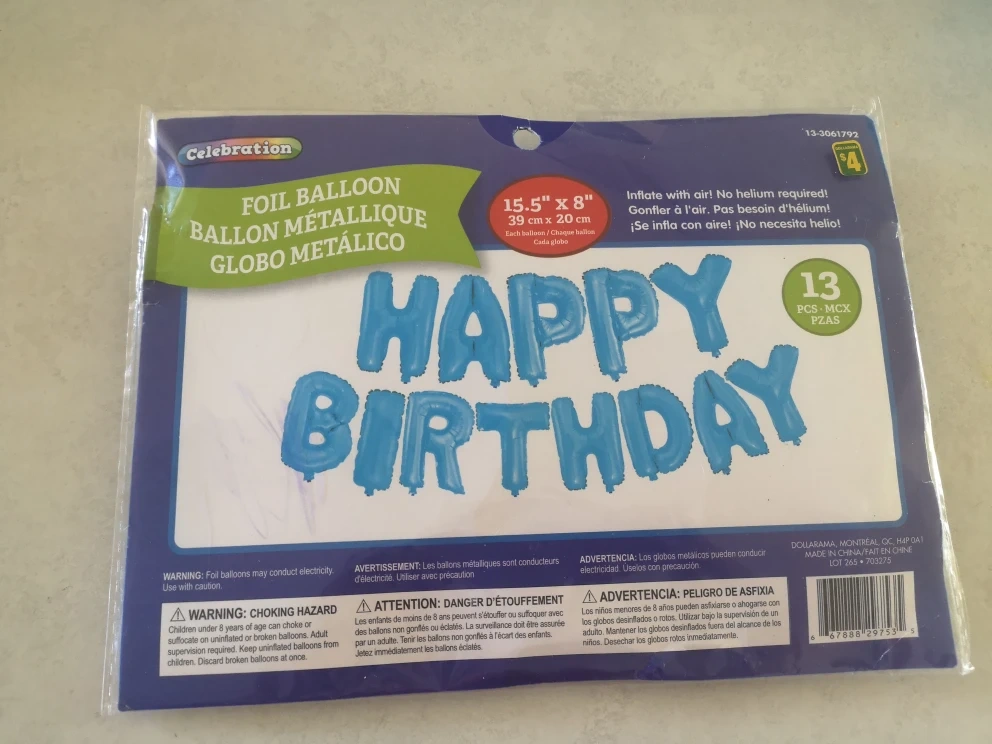 Celebration
FOIL BALLOON
BALLON MÉTALLIQUE
GLOBO METÁLICO
15.5" x 8"
39 cm x 20 cm
Each balloon / Chaque ballon
Cada globo
13-3061792
DOLLARAMA
$4
Inflate with air! No helium required!
Gonfler à l'air. Pas besoin d'hélium!
¡Se infla con aire! ¡No necesita helio!
13
PCS · MCX
PZAS
HAPPY
BIRTHDAY
WARNING: Foil balloons may conduct electricity.
Use with caution.
AVERTISSEMENT: Les ballons métalliques sont conducteurs
d'électricité. Utiliser avec précaution
ADVERTENCIA: Los globos metálicos pueden conducir
electricidad. Úselos con precaución.
DOLLARAMA, MONTRÉAL, QC, H4P 0A1
MADE IN CHINA/FAIT EN CHINE
LOT 265 • 703275
WARNING: CHOKING HAZARD
Children under 8 years of age can choke or
suffocate on uninflated or broken balloons. Adult
supervision required. Keep uninflated balloons from
children. Discard broken balloons at once.
ATTENTION: DANGER D'ÉTOUFFEMENT
Les enfants de moins de 8 ans peuvent s'étouffer ou suffoquer avec
des ballons non gonflés ou éclatés. La surveillance doit être assurée
par un adulte. Tenir les ballons non gonflés à l'écart des enfants.
Jetez immédiatement les ballons éclatés.
ADVERTENCIA: PELIGRO DE ASFIXIA
Los niños menores de 8 años pueden asfixiarse o ahogarse con
los globos desinflados o rotos. Utilizar bajo la supervisión de un
adulto. Mantener los globos desinflados fuera del alcance de los
niños. Desechar los globos rotos inmediatamente.
6 67888 29753 5